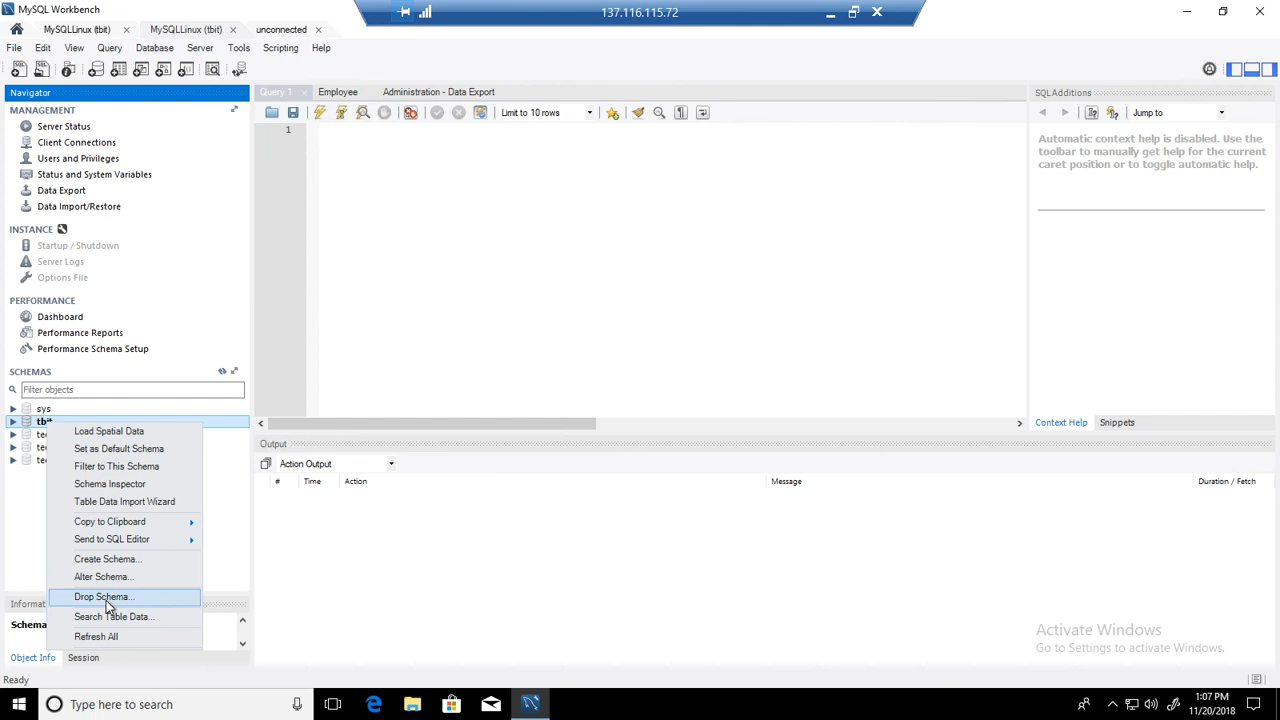 MySQL Workbench
137.116.115.72
MySQLLinux (tbit)
MySQLLinux (tbit)
unconnected
File Edit View Query Database Server Tools Scripting Help
Navigator
Query 1
Employee
Administration - Data Export
SQLAdditions
MANAGEMENT
Server Status
Client Connections
Users and Privileges
Status and System Variables
Data Export
Data Import/Restore
INSTANCE
Startup / Shutdown
Server Logs
Options File
PERFORMANCE
Dashboard
Performance Reports
Performance Schema Setup
SCHEMAS
Filter objects
sys
tbit
te
te
te
Load Spatial Data
Set as Default Schema
Filter to This Schema
Schema Inspector
Table Data Import Wizard
Copy to Clipboard
Send to SQL Editor
Create Schema...
Alter Schema...
Drop Schema...
Search Table Data...
Refresh All
Informat
Schema
Object Info
Session
Limit to 10 rows
1
Jump to
Automatic context help is disabled. Use the
toolbar to manually get help for the current
caret position or to toggle automatic help.
Context Help
Snippets
Output
Action Output
# Time Action Message Duration / Fetch
Activate Windows
Go to Settings to activate Windows.
Ready
Type here to search
1:07 PM
11/20/2018